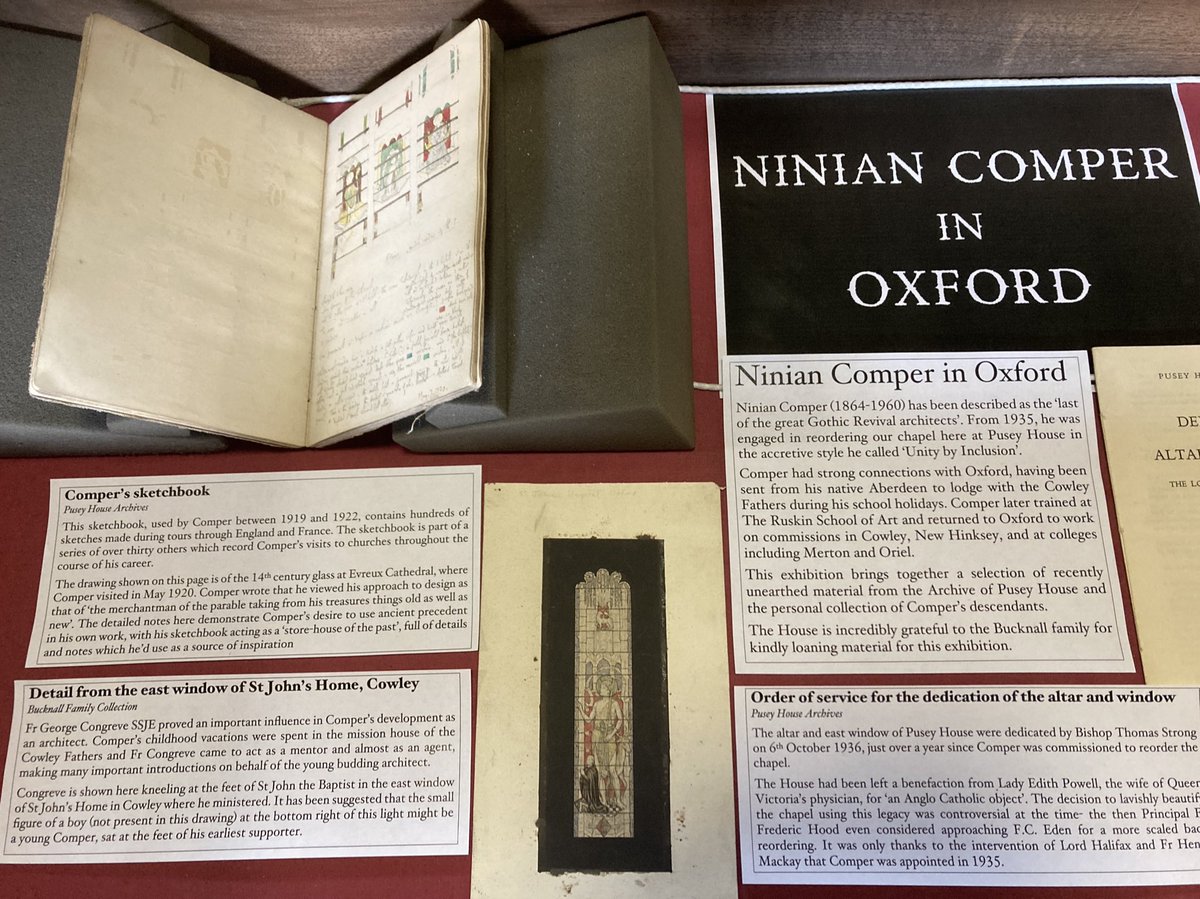 NINIAN COMPER
IN
OXFORD
Ninian Comper in Oxford
Ninian Comper (1864-1960) has been described as the ‘last
of the great Gothic Revival architects’. From 1935, he was
engaged in reordering our chapel here at Pusey House in
the accretive style he called ‘Unity by Inclusion’.
Comper had strong connections with Oxford, having been
sent from his native Aberdeen to lodge with the Cowley
Fathers during his school holidays. Comper later trained at
The Ruskin School of Art and returned to Oxford to work
on commissions in Cowley, New Hinksey, and at colleges
including Merton and Oriel.
This exhibition brings together a selection of recently
unearthed material from the Archive of Pusey House and
the personal collection of Comper’s descendants.
The House is incredibly grateful to the Bucknall family for
kindly loaning material for this exhibition.
PUSEY H
DE
ALTA
THE LO
Comper’s sketchbook
Pusey House Archives
This sketchbook, used by Comper between 1919 and 1922, contains hundreds of
sketches made during tours through England and France. The sketchbook is part of a
series of over thirty others which record Comper’s visits to churches throughout the
course of his career.
The drawing shown on this page is of the 14th century glass at Evreux Cathedral, where
Comper visited in May 1920. Comper wrote that he viewed his approach to design as
that of ‘the merchantman of the parable taking from his treasures things old as well as
new’. The detailed notes here demonstrate Comper’s desire to use ancient precedent
in his own work, with his sketchbook acting as a ‘store-house of the past’, full of details
and notes which he’d use as a source of inspiration
Detail from the east window of St John’s Home, Cowley
Bucknall Family Collection
Fr George Congreve SSJE proved an important influence in Comper’s development as
an architect. Comper’s childhood vacations were spent in the mission house of the
Cowley Fathers and Fr Congreve came to act as a mentor and almost as an agent,
making many important introductions on behalf of the young budding architect.
Congreve is shown here kneeling at the feet of St John the Baptist in the east window
of St John’s Home in Cowley where he ministered. It has been suggested that the small
figure of a boy (not present in this drawing) at the bottom right of this light might be
a young Comper, sat at the feet of his earliest supporter.
Order of service for the dedication of the altar and window
Pusey House Archives
The altar and east window of Pusey House were dedicated by Bishop Thomas Strong
on 6th October 1936, just over a year since Comper was commissioned to reorder the
chapel.
The House had been left a benefaction from Lady Edith Powell, the wife of Queen
Victoria’s physician, for ‘an Anglo Catholic object’. The decision to lavishly beautif
the chapel using this legacy was controversial at the time- the then Principal F
Frederic Hood even considered approaching F.C. Eden for a more scaled bac
reordering. It was only thanks to the intervention of Lord Halifax and Fr Hen
Mackay that Comper was appointed in 1935.